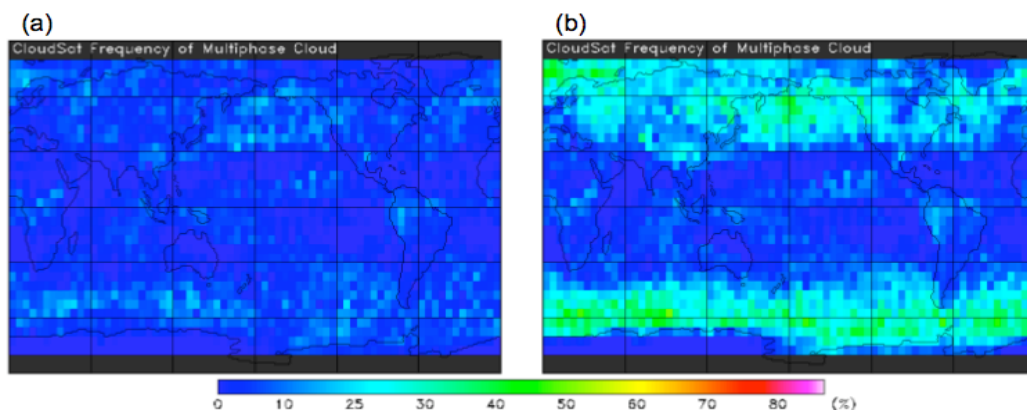 (a)
(b)
CloudSat Frequency of Multiphase Cloud
CloudSat Frequency of Multiphase Cloud
0 10 25 30 40 50 60 70 80 (%)